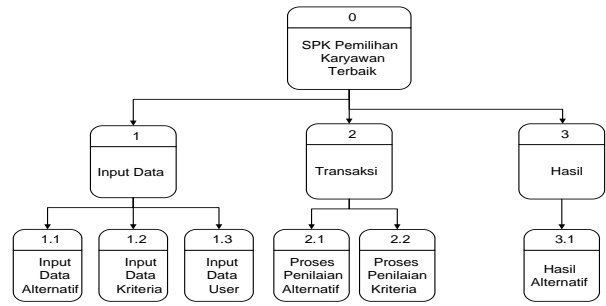 0
SPK Pemilihan
Karyawan
Terbaik
1
Input Data
2
Transaksi
3
Hasil
1.1
Input
Data
Alternatif
1.2
Input
Data
Kriteria
1.3
Input
Data
User
2.1
Proses
Penilaian
Alternatif
2.2
Proses
Penilaian
Kriteria
3.1
Hasil
Alternatif